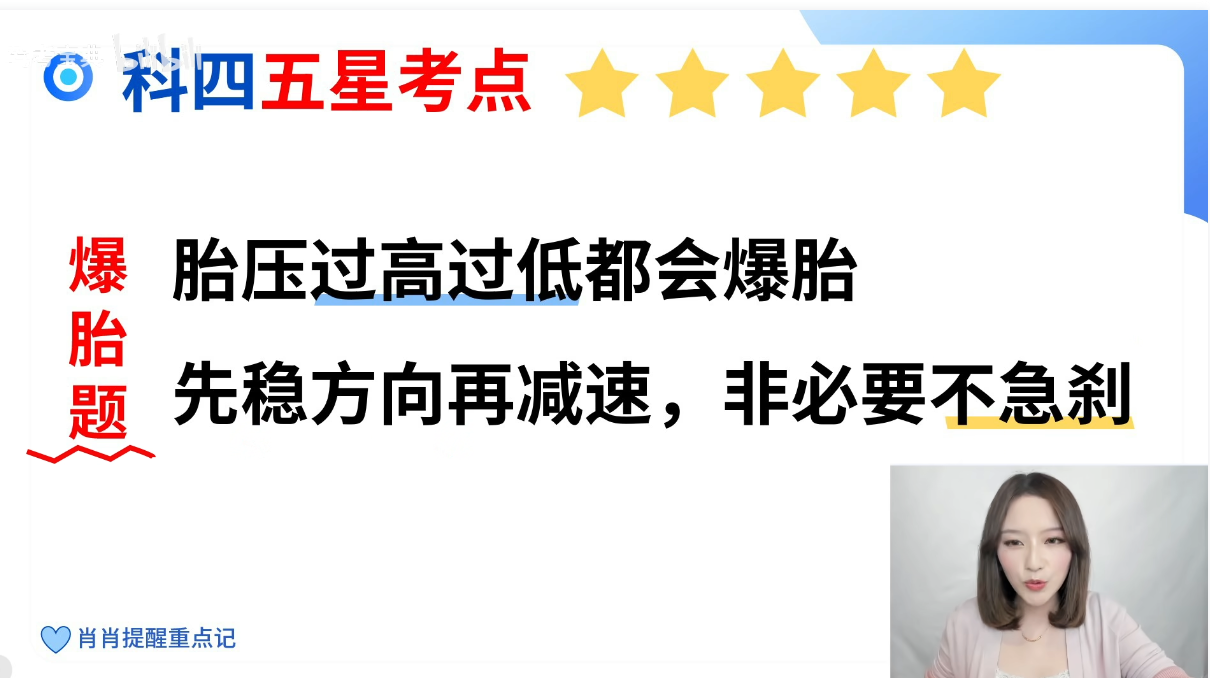 科四五星考点
爆胎题
胎压过高过低都会爆胎
先稳方向再减速，非必要不急刹
肖肖提醒重点记
bilibili